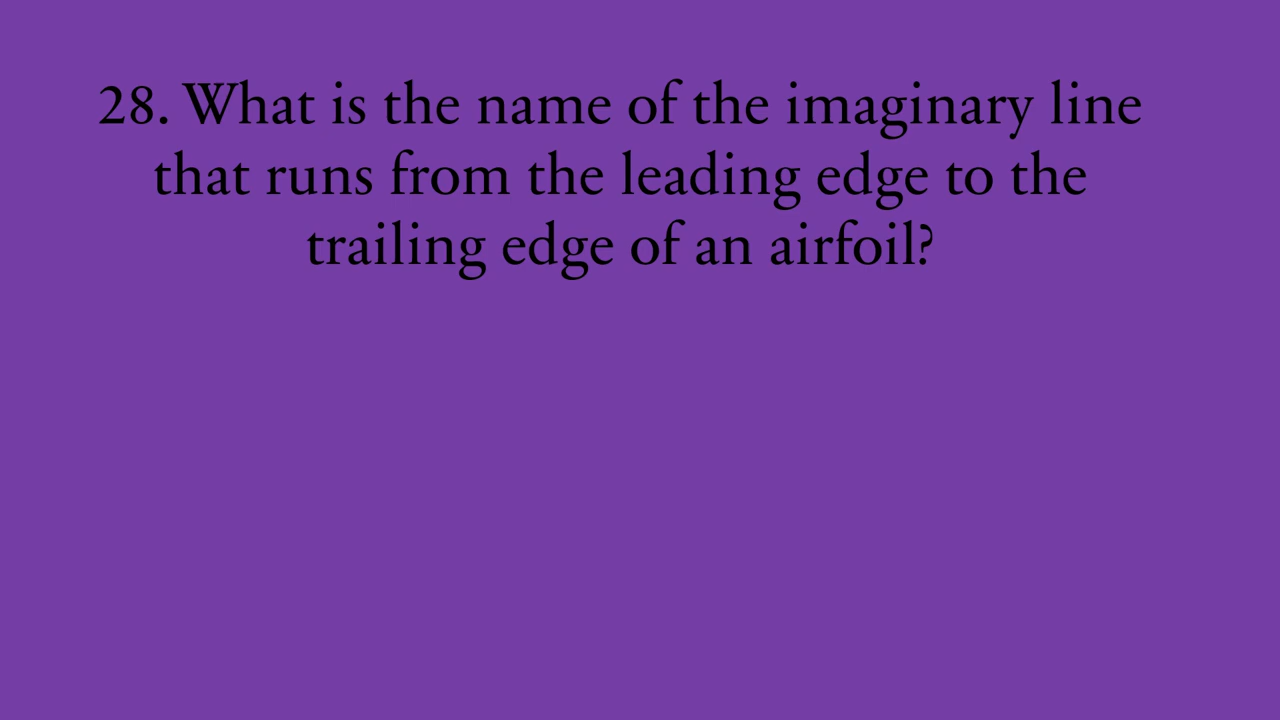 28. What is the name of the imaginary line
that runs from the leading edge to the
trailing edge of an airfoil?